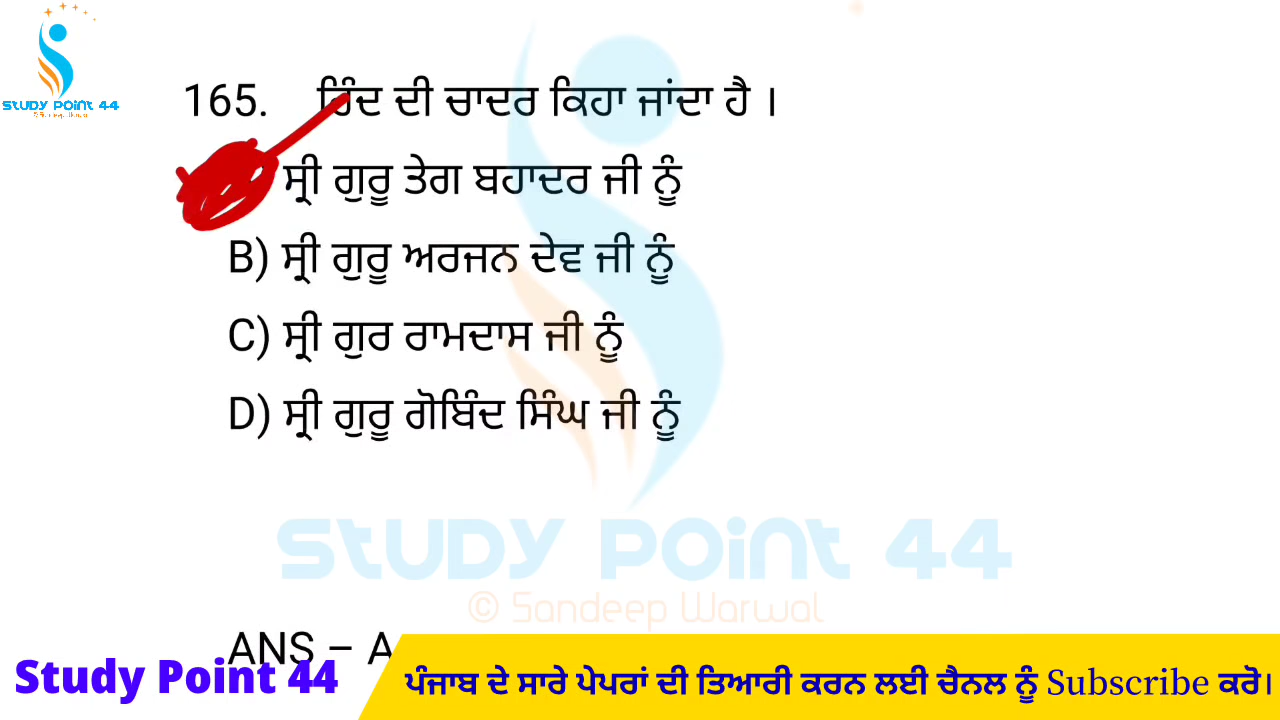 STUDY POINT 44
165. ਹਿੰਦ ਦੀ ਚਾਦਰ ਕਿਹਾ ਜਾਂਦਾ ਹੈ ।
ਸ੍ਰੀ ਗੁਰੂ ਤੇਗ ਬਹਾਦਰ ਜੀ ਨੂੰ
B) ਸ੍ਰੀ ਗੁਰੂ ਅਰਜਨ ਦੇਵ ਜੀ ਨੂੰ
C) ਸ੍ਰੀ ਗੁਰ ਰਾਮਦਾਸ ਜੀ ਨੂੰ
D) ਸ੍ਰੀ ਗੁਰੂ ਗੋਬਿੰਦ ਸਿੰਘ ਜੀ ਨੂੰ
STUDY POINT 44
© Sandeep Warwal
ANS – A
Study Point 44
ਪੰਜਾਬ ਦੇ ਸਾਰੇ ਪੇਪਰਾਂ ਦੀ ਤਿਆਰੀ ਕਰਨ ਲਈ ਚੈਨਲ ਨੂੰ Subscribe ਕਰੋ।